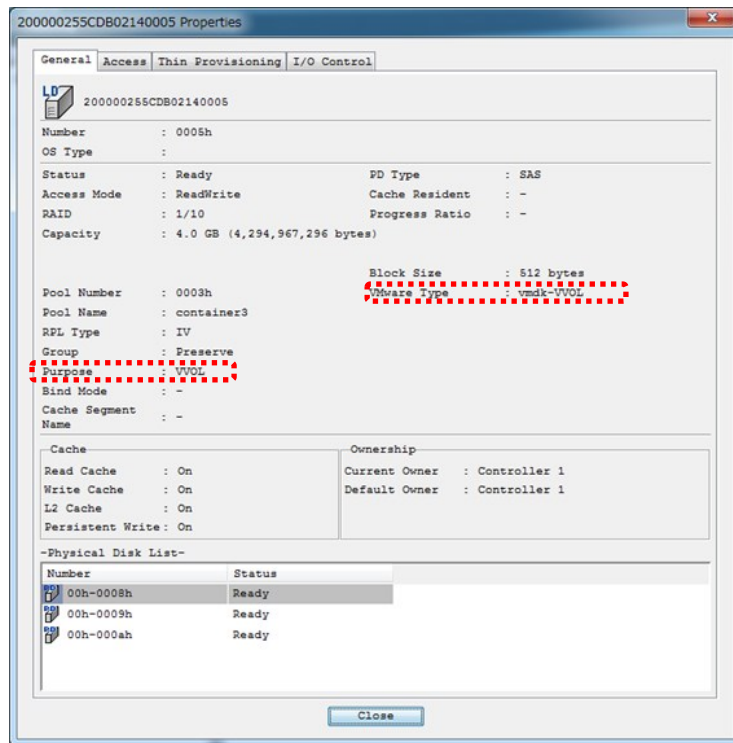 200000255CDB02140005 Properties
General Access Thin Provisioning I/O Control
LD
200000255CDB02140005
Number : 0005h
OS Type :
Status : Ready PD Type : SAS
Access Mode : ReadWrite Cache Resident : -
RAID : 1/10 Progress Ratio : -
Capacity : 4.0 GB (4,294,967,296 bytes)
Block Size : 512 bytes
Pool Number : 0003h VMware Type : vmdk-VVOL
Pool Name : container3
RPL Type : IV
Group : Preserve
Purpose : VVOL
Bind Mode : -
Cache Segment
Name : -
Cache Ownership
Read Cache : On Current Owner : Controller 1
Write Cache : On Default Owner : Controller 1
L2 Cache : On
Persistent Write: On
-Physical Disk List-
Number Status
PD 00h-0008h Ready
PD 00h-0009h Ready
PD 00h-000ah Ready
Close